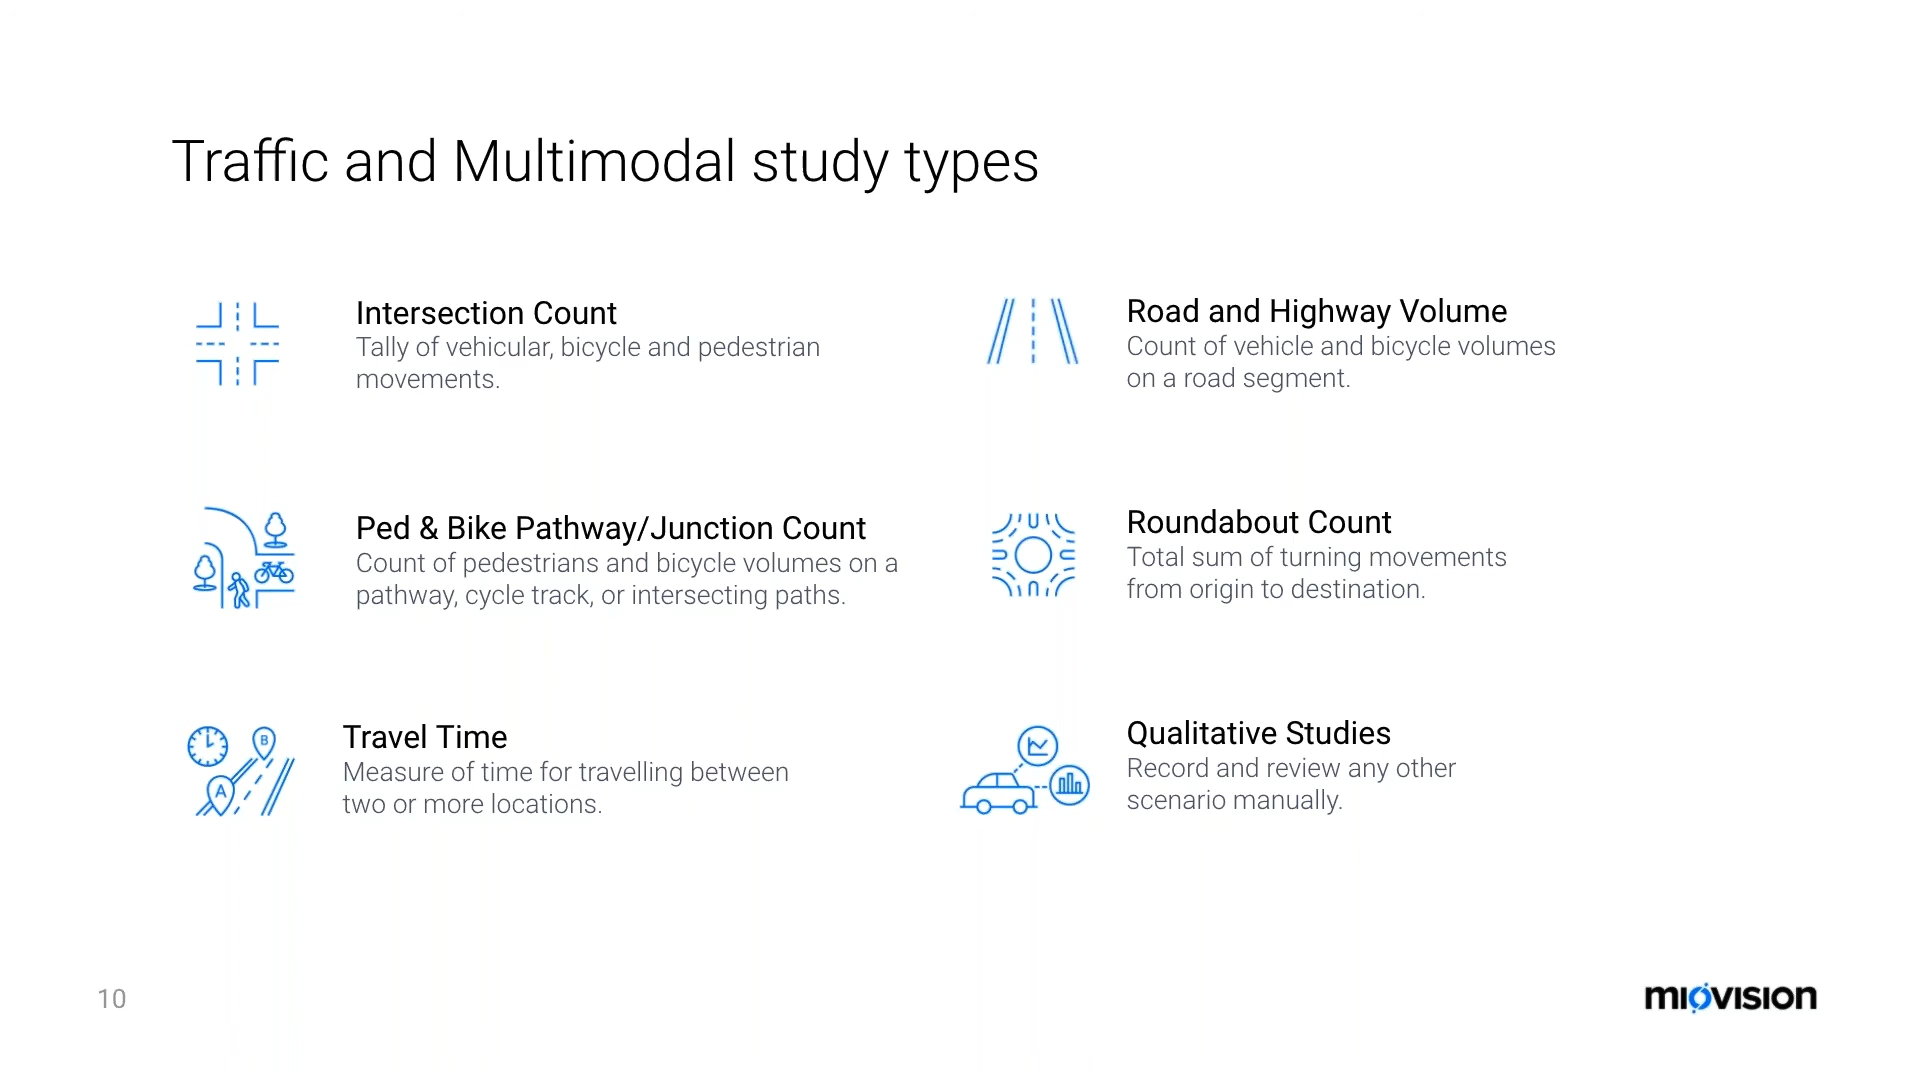 Traffic and Multimodal study types
Intersection Count
Tally of vehicular, bicycle and pedestrian
movements.
Road and Highway Volume
Count of vehicle and bicycle volumes
on a road segment.
Ped & Bike Pathway/Junction Count
Count of pedestrians and bicycle volumes on a
pathway, cycle track, or intersecting paths.
Roundabout Count
Total sum of turning movements
from origin to destination.
B
A
Travel Time
Measure of time for travelling between
two or more locations.
Qualitative Studies
Record and review any other
scenario manually.
10
miovision